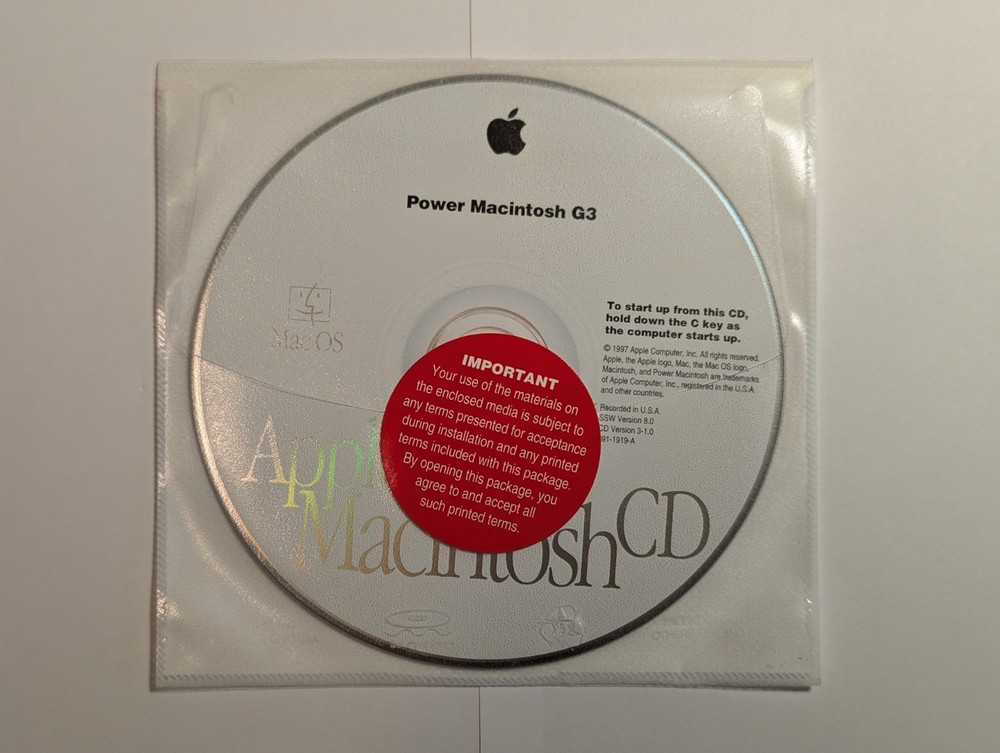 Power Macintosh G3
Mac OS
To start up from this CD,
hold down the C key as
the computer starts up.
© 1997 Apple Computer, Inc. All rights reserved.
Apple, the Apple logo, Mac, the Mac OS logo,
Macintosh, and Power Macintosh are trademarks
of Apple Computer, Inc., registered in the U.S.A.
and other countries.
Recorded in U.S.A.
SSW Version 8.0
CD Version 3-1.0
91-1919-A
IMPORTANT
Your use of the materials on
the enclosed media is subject to
any terms presented for acceptance
during installation and any printed
terms included with this package.
By opening this package, you
agree to and accept all
such printed terms.
Appl
Macintosh CD